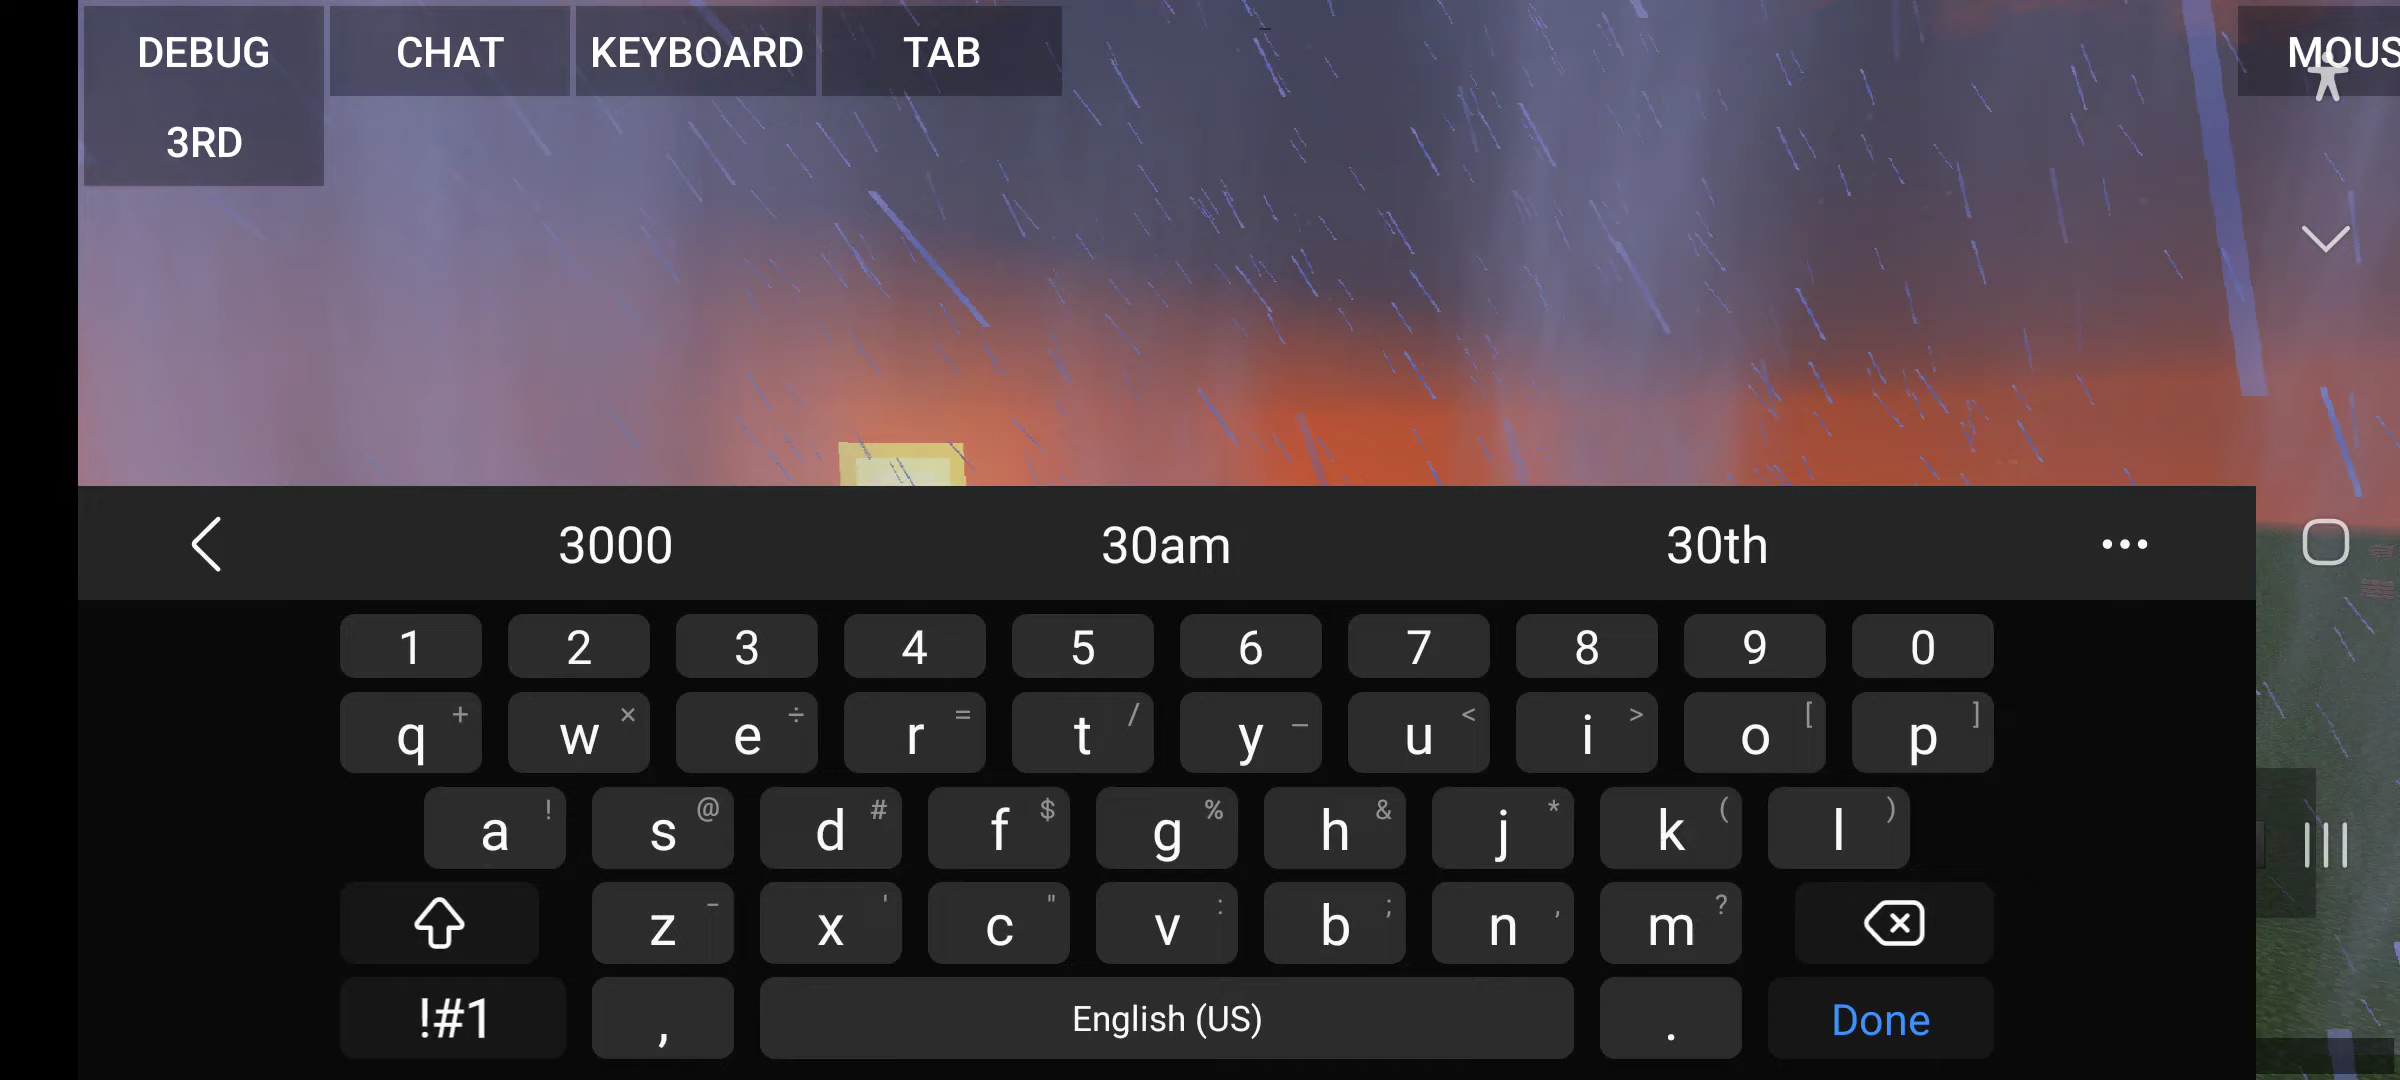 DEBUG CHAT KEYBOARD TAB MOUS
3RD
3000 30am 30th
1 2 3 4 5 6 7 8 9 0
q + w × e ÷ r = t / y _ u < i > o [ p ]
a ! s @ d # f $ g % h & j * k ( l )
z - x ' c " v : b ; n , m ?
!#1 , English (US) . Done